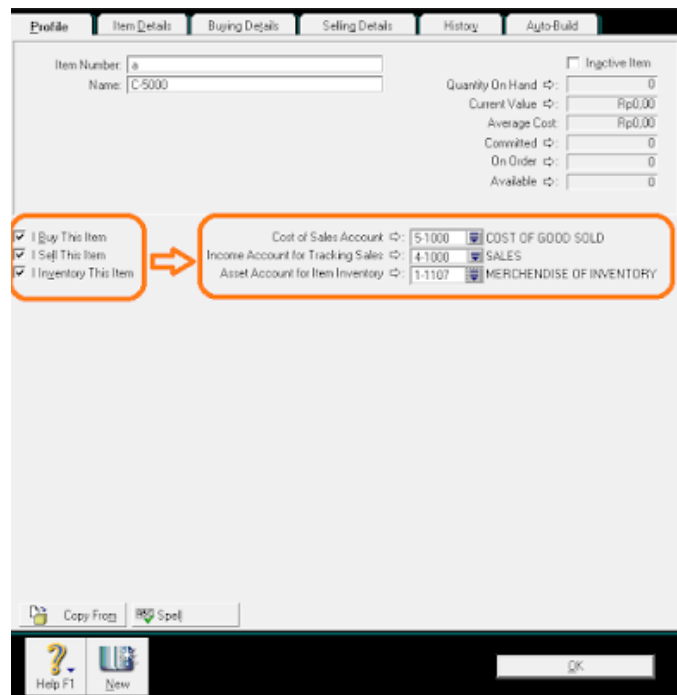 Profile Item Details Buying Details Selling Details History Auto-Build
Item Number: a
Name: C-5000
Inactive Item
Quantity On Hand ⇨: 0
Current Value ⇨: Rp0,00
Average Cost: Rp0,00
Committed ⇨: 0
On Order ⇨: 0
Available ⇨: 0
I Buy This Item
I Sell This Item
I Inventory This Item
Cost of Sales Account ⇨: 5-1000 COST OF GOOD SOLD
Income Account for Tracking Sales ⇨: 4-1000 SALES
Asset Account for Item Inventory ⇨: 1-1107 MERCHENDISE OF INVENTORY
Copy From ABC Spell
Help F1 New OK